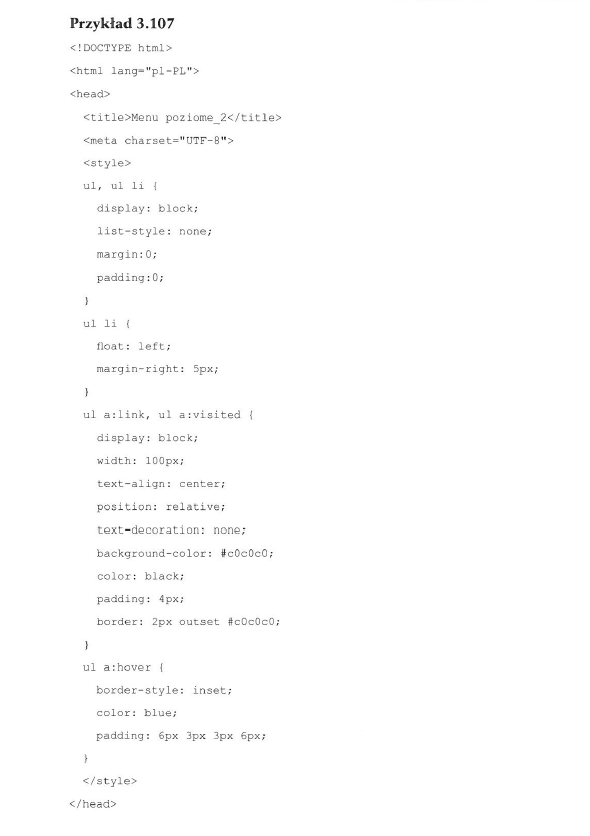 Przykład 3.107
<!DOCTYPE html>
<html lang="pl-PL">
<head>
<title>Menu poziome_2</title>
<meta charset="UTF-8">
<style>
ul, ul li {
display: block;
list-style: none;
margin:0;
padding:0;
}
ul li {
float: left;
margin-right: 5px;
}
ul a:link, ul a:visited {
display: block;
width: 100px;
text-align: center;
position: relative;
text-decoration: none;
background-color: #c0c0c0;
color: black;
padding: 4px;
border: 2px outset #c0c0c0;
}
ul a:hover {
border-style: inset;
color: blue;
padding: 6px 3px 3px 6px;
}
</style>
</head>